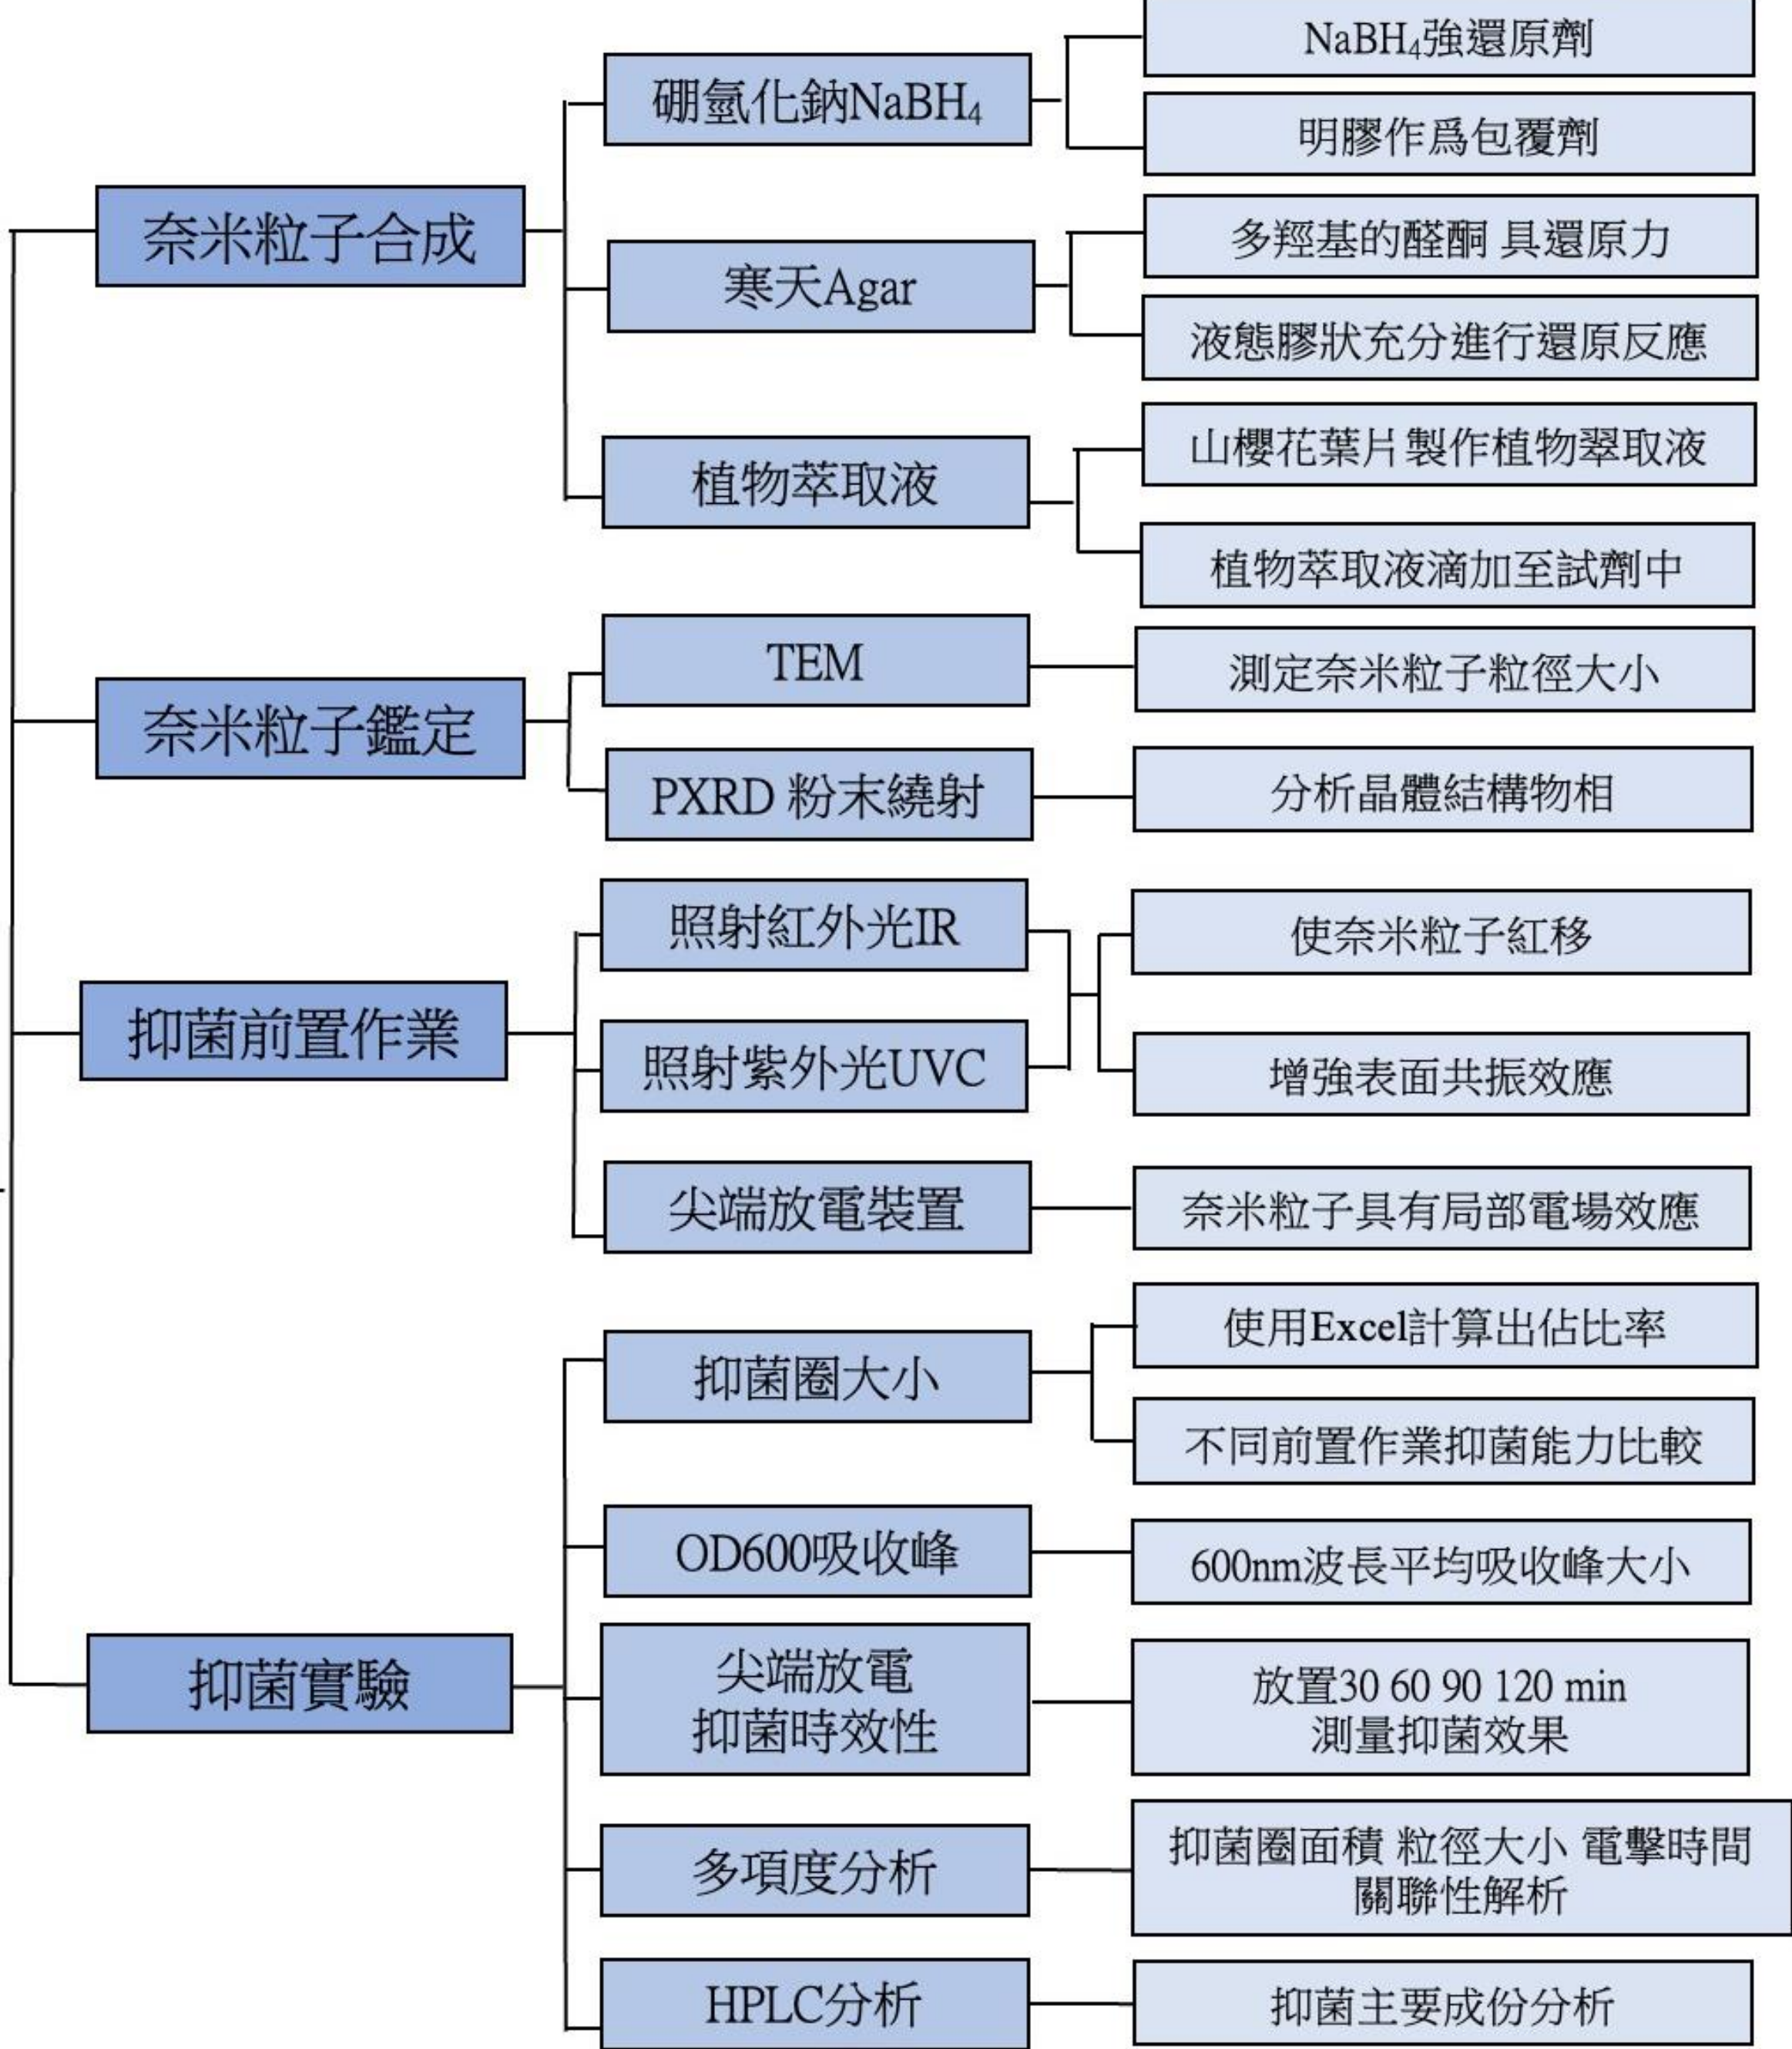 奈米粒子合成
硼氫化鈉NaBH₄
NaBH₄強還原劑
明膠作爲包覆劑
寒天Agar
多羥基的醛酮 具還原力
液態膠狀充分進行還原反應
植物萃取液
山櫻花葉片製作植物翠取液
植物萃取液滴加至試劑中
奈米粒子鑑定
TEM
測定奈米粒子粒徑大小
PXRD 粉末繞射
分析晶體結構物相
抑菌前置作業
照射紅外光IR
照射紫外光UVC
使奈米粒子紅移
增強表面共振效應
尖端放電裝置
奈米粒子具有局部電場效應
抑菌實驗
抑菌圈大小
使用Excel計算出佔比率
不同前置作業抑菌能力比較
OD600吸收峰
600nm波長平均吸收峰大小
尖端放電
抑菌時效性
放置30 60 90 120 min
測量抑菌效果
多項度分析
抑菌圈面積 粒徑大小 電擊時間
關聯性解析
HPLC分析
抑菌主要成份分析